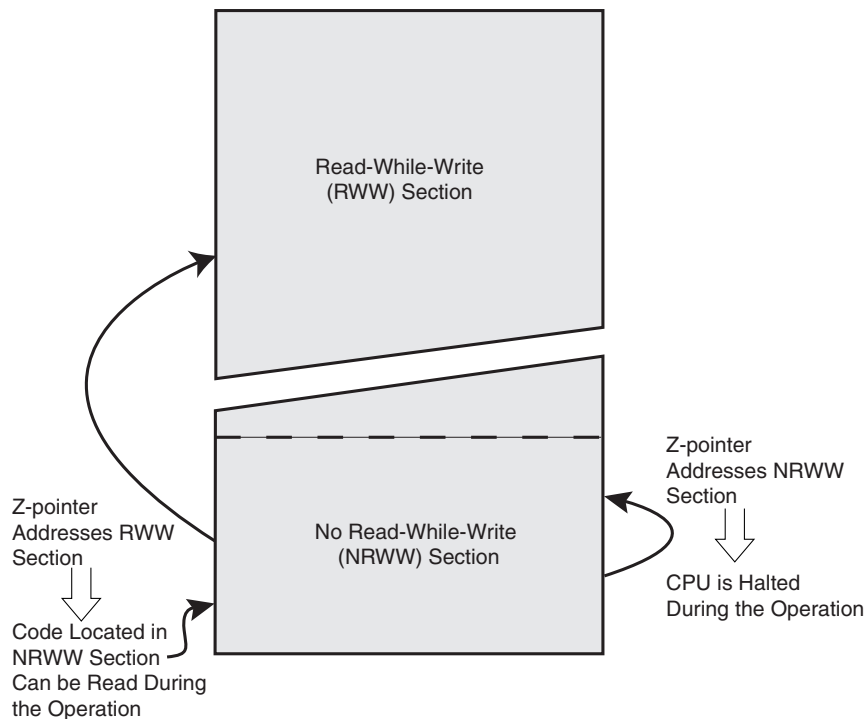 Read-While-Write
(RWW) Section
Z-pointer
Addresses NRWW
Section
No Read-While-Write
(NRWW) Section
CPU is Halted
During the Operation
Z-pointer
Addresses RWW
Section
Code Located in
NRWW Section
Can be Read During
the Operation